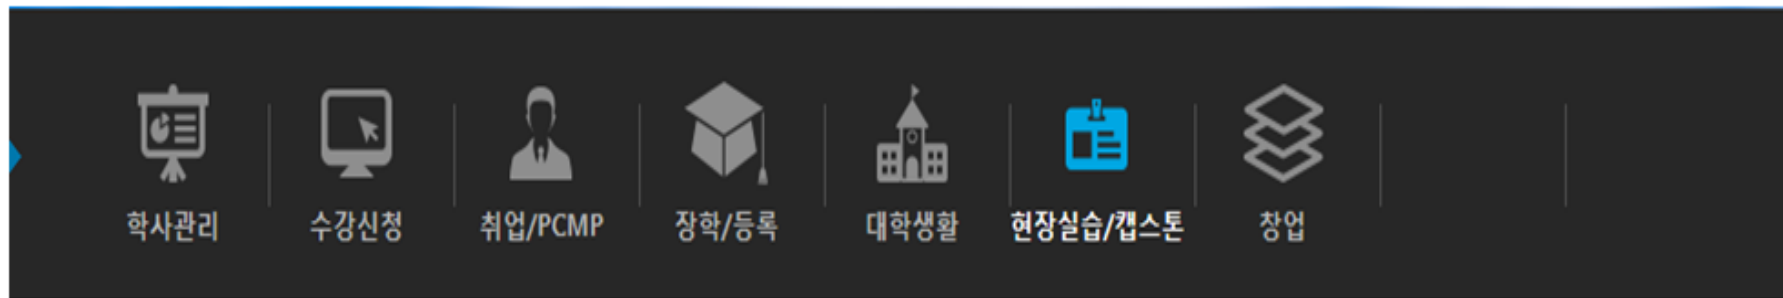 학사관리
수강신청
취업/PCMP
장학/등록
대학생활
현장실습/캡스톤
창업